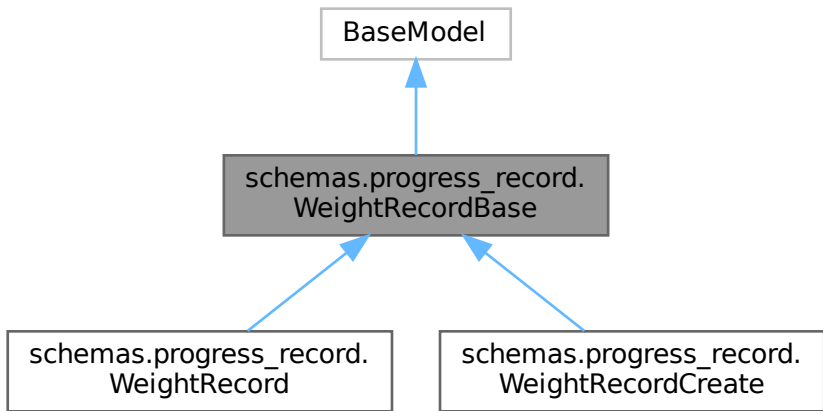 BaseModel
schemas.progress_record.
WeightRecordBase
schemas.progress_record.
WeightRecord
schemas.progress_record.
WeightRecordCreate